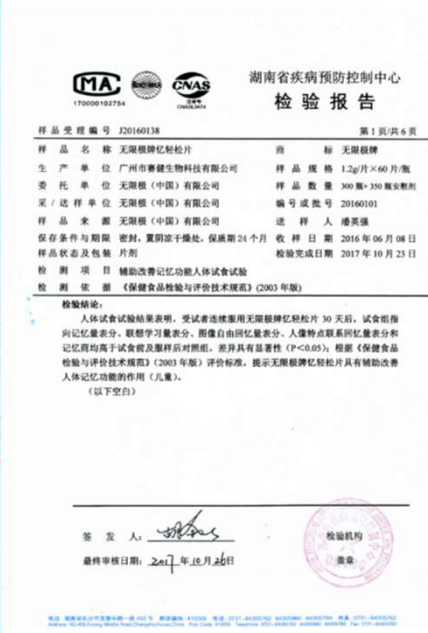 湖南省疾病预防控制中心
MA
170000102754
CNAS
检验报告
样品受理编号 J20160138 第1页/共6页
样品名称 无限极牌忆轻松片 商标 无限极牌
生产单位 广州市赛健生物科技有限公司 样品规格 1.2g/片×60片/瓶
委托单位 无限极（中国）有限公司 样品数量 300瓶+350瓶安慰剂
采/送样单位 无限极（中国）有限公司 编号或批号 20160101
样品来源 无限极（中国）有限公司 送样人 潘英强
保存条件与期限 密封，置阴凉干燥处，保质期24个月 收样日期 2016年06月08日
样品状态及包装 片剂 检验完成日期 2017年10月23日
检测项目 辅助改善记忆功能人体试食试验
检测依据 《保健食品检验与评价技术规范》(2003年版)
检验结论：
人体试食试验结果表明，受试者连续服用无限极牌忆轻松片30天后，试食组指
向记忆量表分、联想学习量表分、图像自由回忆量表分、人像特点联系回忆量表分和
记忆商均高于试食前及服样后对照组，差异具有显著性（P<0.05）；根据《保健食品
检验与评价技术规范》（2003年版）评价标准，提示无限极牌忆轻松片具有辅助改善
人体记忆功能的作用（儿童）。
（以下空白）
签发人：
检验机构
最终审核日期：2017年10月26日
盖章